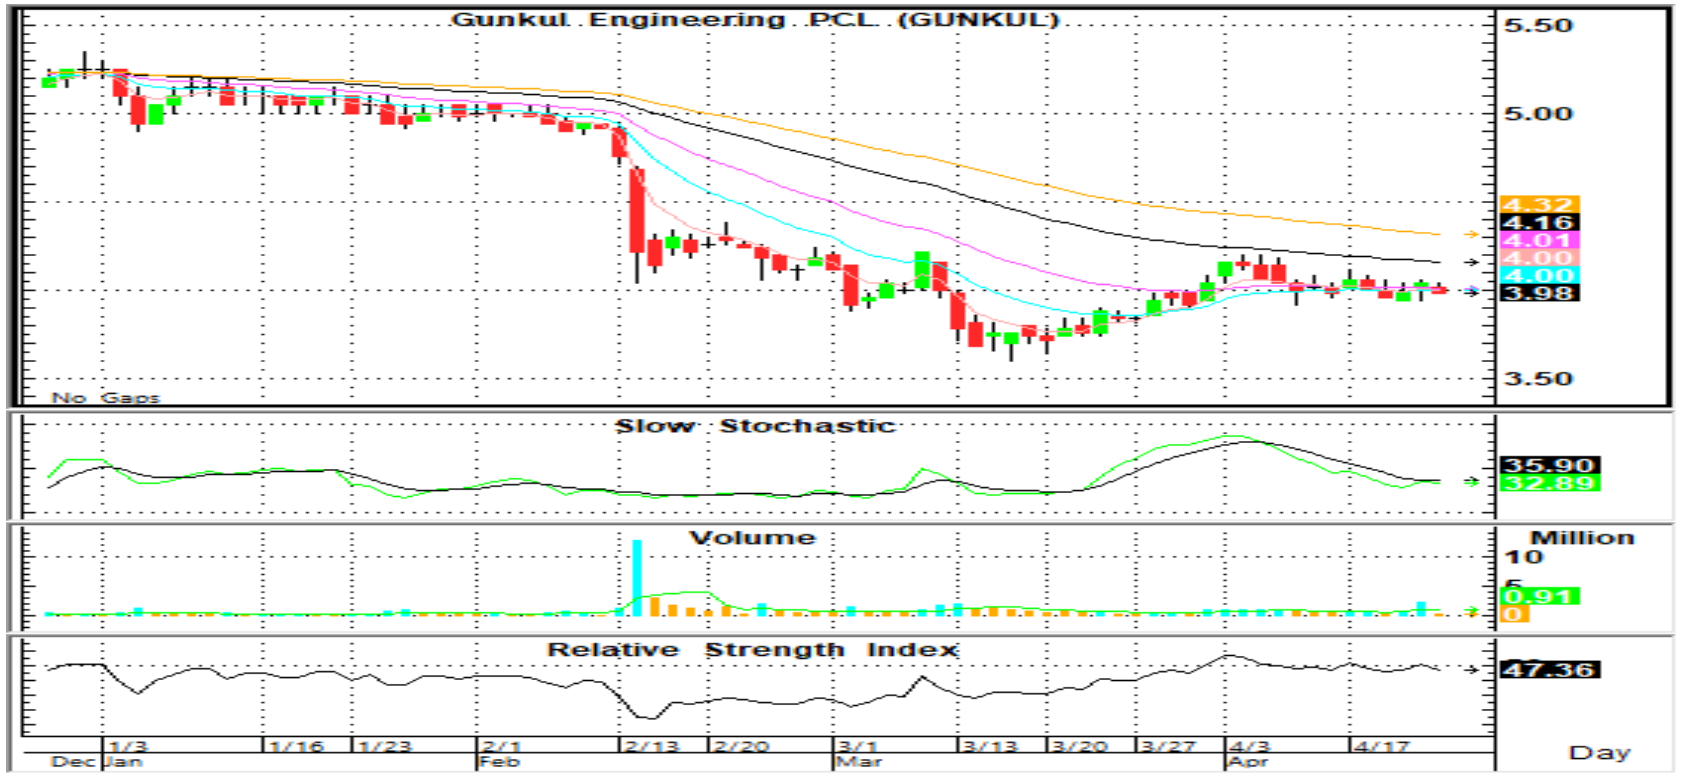 Gunkul Engineering PCL (GUNKUL)
5.50
5.00
4.32
4.16
4.01
4.00
4.00
3.98
3.50
No Gaps
Slow Stochastic
35.90
32.89
Volume
Million
10
5
0.91
0
Relative Strength Index
47.36
1/3 1/16 1/23 2/1 2/13 2/20 3/1 3/13 3/20 3/27 4/3 4/17
Dec Jan Feb Mar Apr
Day